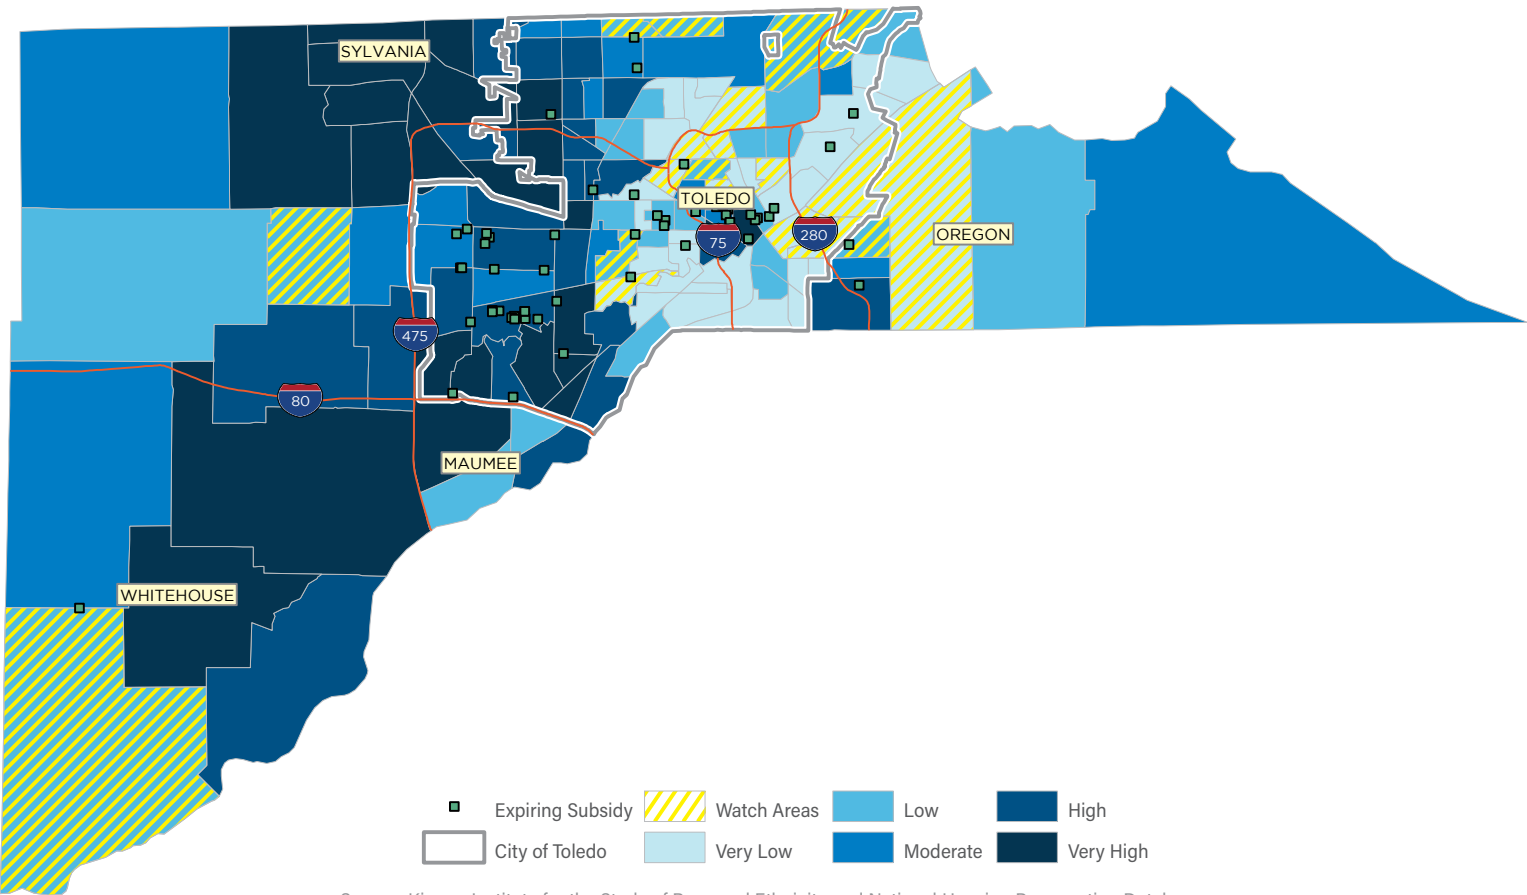 SYLVANIA
TOLEDO
75
280
OREGON
475
80
MAUMEE
WHITEHOUSE
Expiring Subsidy
Watch Areas
Low
High
City of Toledo
Very Low
Moderate
Very High